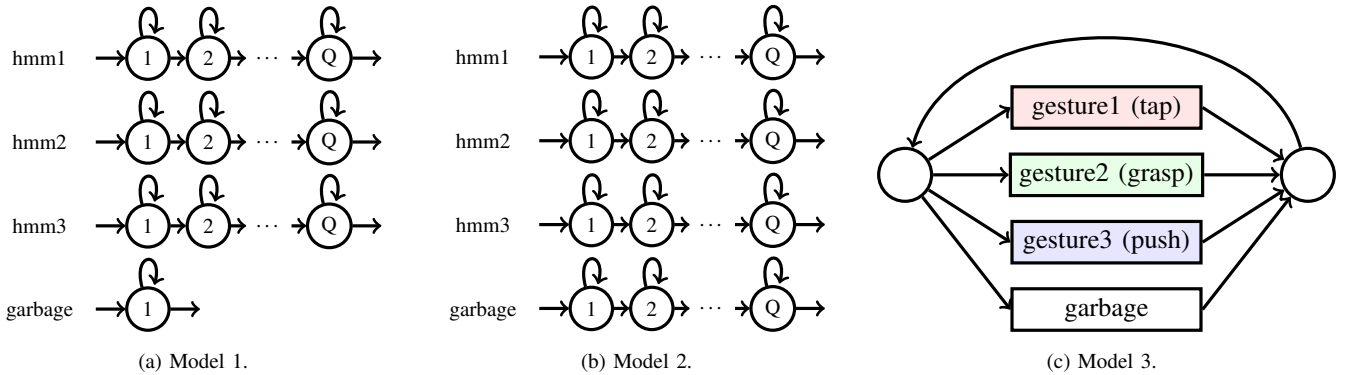 hmm1 1 2 ... Q
hmm2 1 2 ... Q
hmm3 1 2 ... Q
garbage 1
(a) Model 1.
hmm1 1 2 ... Q
hmm2 1 2 ... Q
hmm3 1 2 ... Q
garbage 1 2 ... Q
(b) Model 2.
gesture1 (tap)
gesture2 (grasp)
gesture3 (push)
garbage
(c) Model 3.